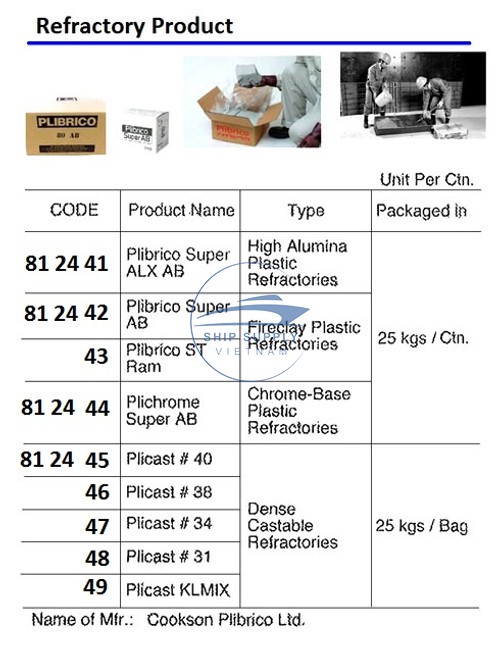 Refractory Product
PLIBRICO
80 AB
Plibrico
Super AB
Plibrico
Unit Per Ctn.
CODE Product Name Type Packaged in
81 24 41 Plibrico Super ALX AB High Alumina Plastic Refractories 25 kgs / Ctn.
81 24 42 Plibrico Super AB Fireclay Plastic Refractories
43 Plibrico ST Ram
81 24 44 Plichrome Super AB Chrome-Base Plastic Refractories
81 24 45 Plicast # 40 Dense Castable Refractories 25 kgs / Bag
46 Plicast # 38
47 Plicast # 34
48 Plicast # 31
49 Plicast KLMIX
SHIP SUPPLY
VIETNAM
Name of Mfr.: Cookson Plibrico Ltd.